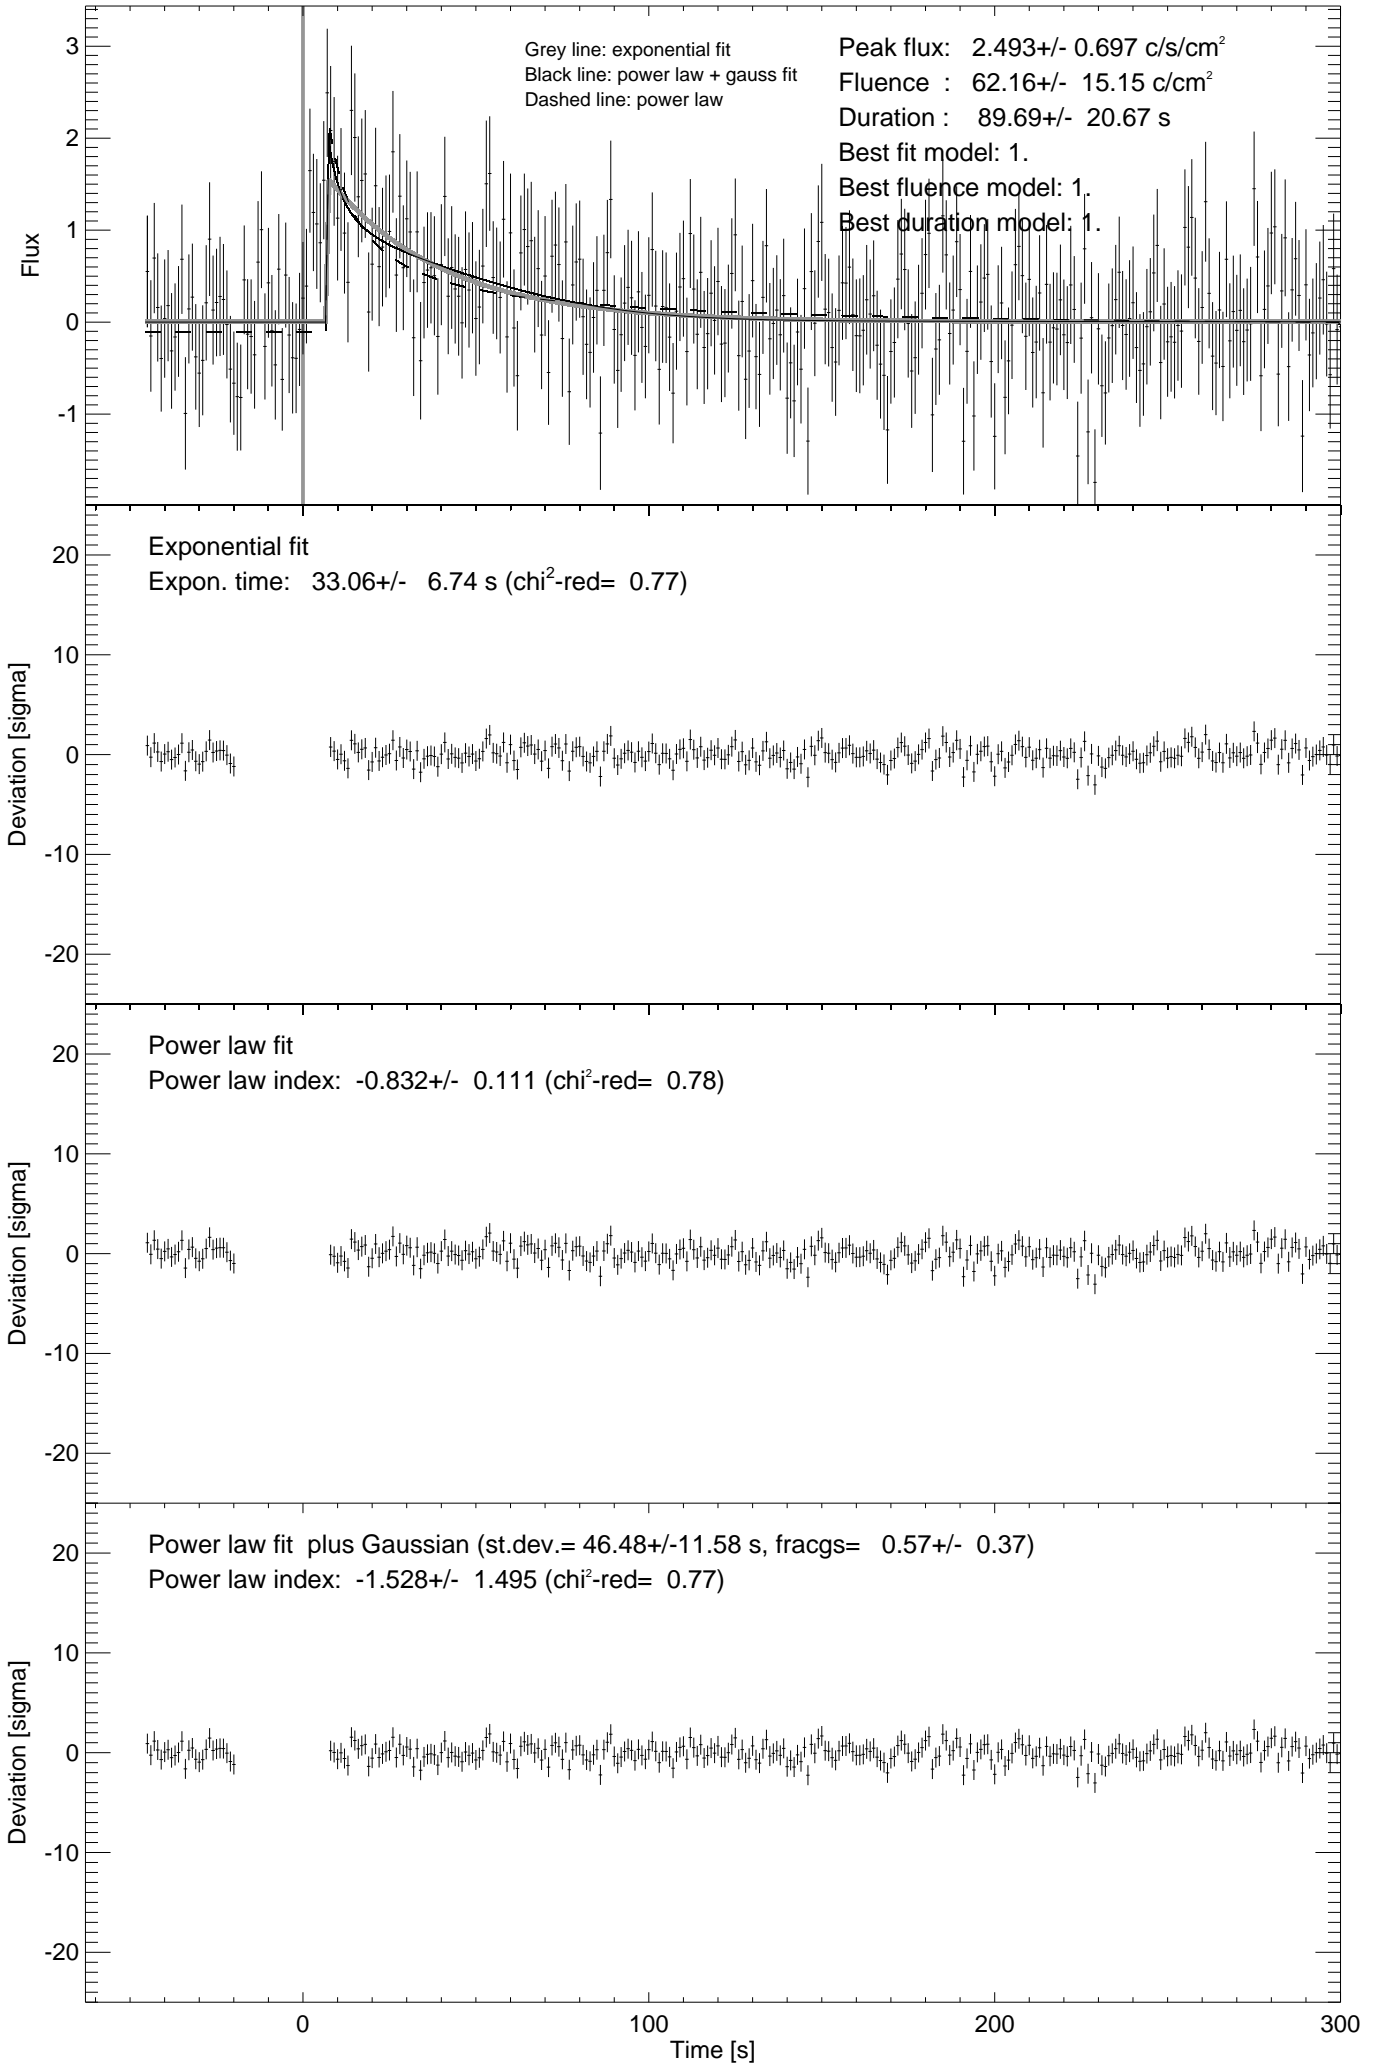 3
2
1
0
-1
Flux
Grey line: exponential fit
Black line: power law + gauss fit
Dashed line: power law
Peak flux: 2.493+/- 0.697 c/s/cm²
Fluence : 62.16+/- 15.15 c/cm²
Duration : 89.69+/- 20.67 s
Best fit model: 1.
Best fluence model: 1.
Best duration model: 1.
20
10
0
-10
-20
Deviation [sigma]
Exponential fit
Expon. time: 33.06+/- 6.74 s (chi²-red= 0.77)
20
10
0
-10
-20
Deviation [sigma]
Power law fit
Power law index: -0.832+/- 0.111 (chi²-red= 0.78)
20
10
0
-10
-20
Deviation [sigma]
Power law fit plus Gaussian (st.dev.= 46.48+/-11.58 s, fracgs= 0.57+/- 0.37)
Power law index: -1.528+/- 1.495 (chi²-red= 0.77)
0
100
200
300
Time [s]